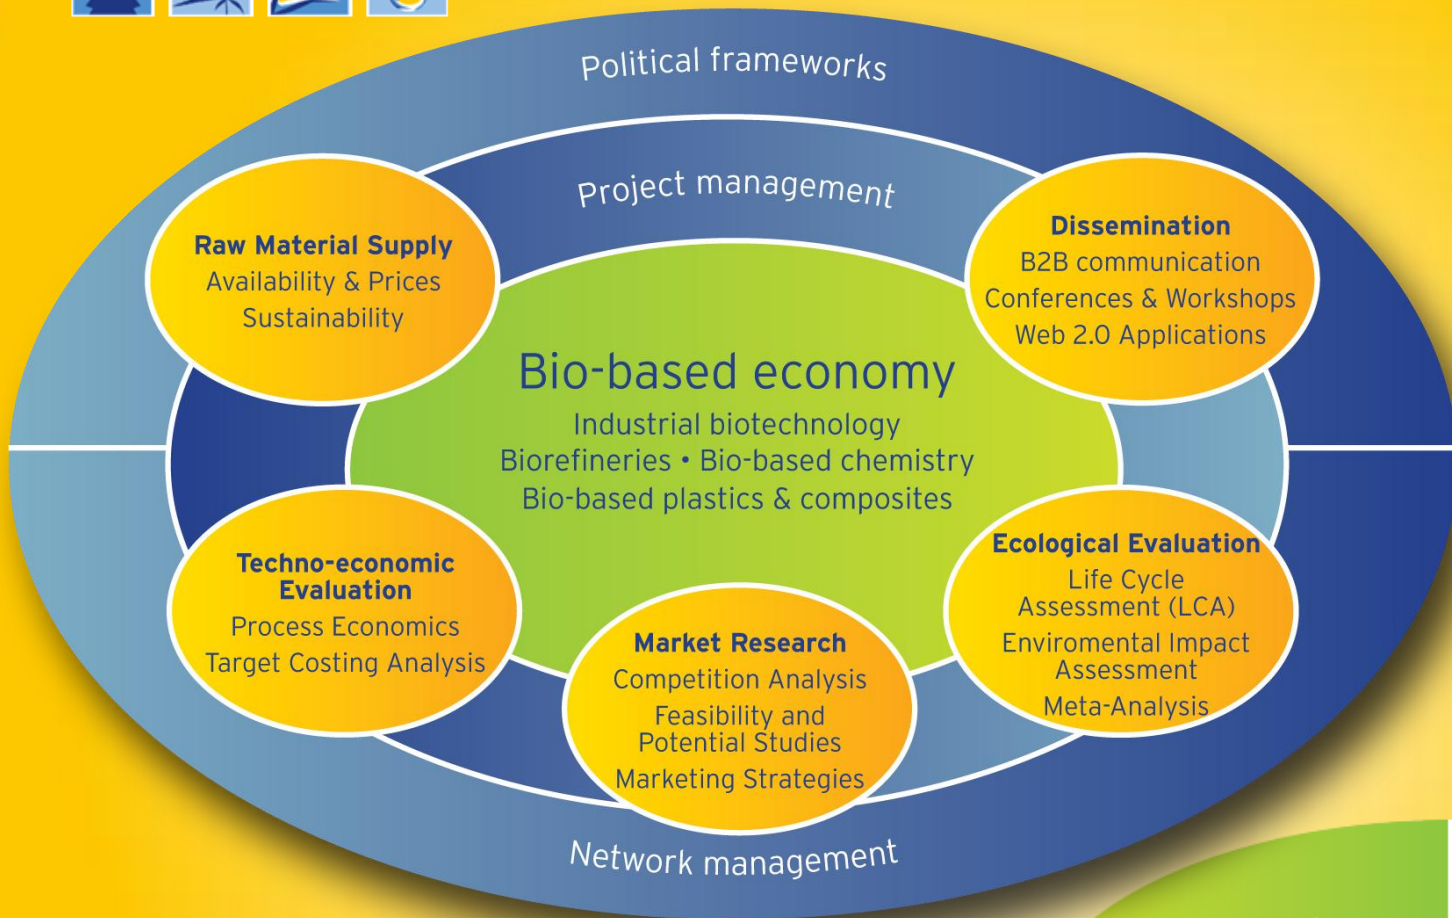 Political frameworks
Project management
Raw Material Supply
Availability & Prices
Sustainability
Dissemination
B2B communication
Conferences & Workshops
Web 2.0 Applications
Bio-based economy
Industrial biotechnology
Biorefineries • Bio-based chemistry
Bio-based plastics & composites
Techno-economic
Evaluation
Process Economics
Target Costing Analysis
Market Research
Competition Analysis
Feasibility and
Potential Studies
Marketing Strategies
Ecological Evaluation
Life Cycle
Assessment (LCA)
Enviromental Impact
Assessment
Meta-Analysis
Network management